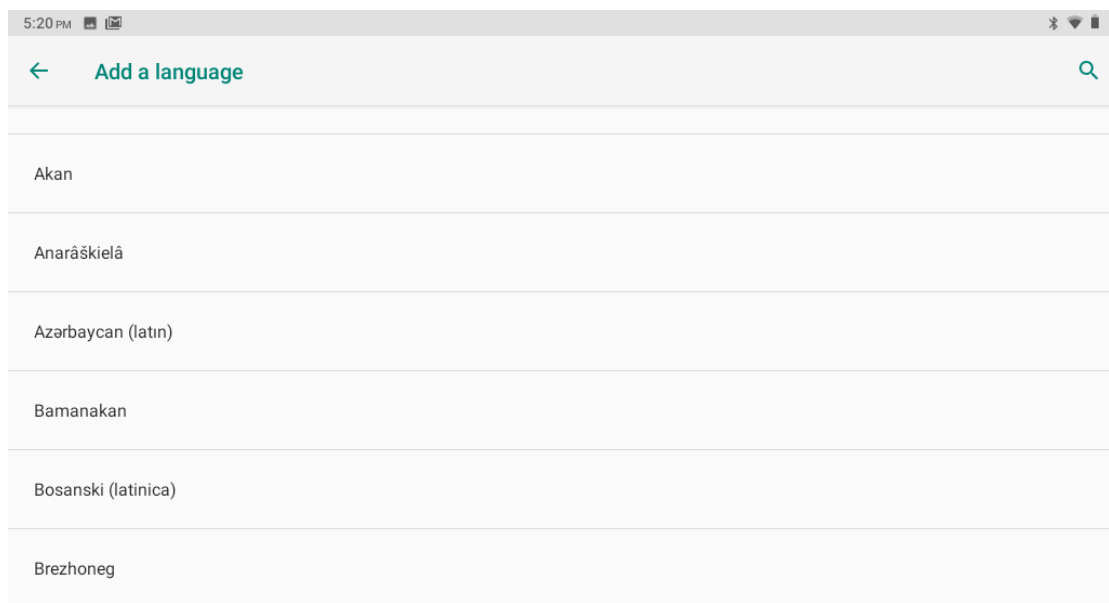 5:20 PM
Add a language
Akan
Anarâškielâ
Azərbaycan (latın)
Bamanakan
Bosanski (latinica)
Brezhoneg